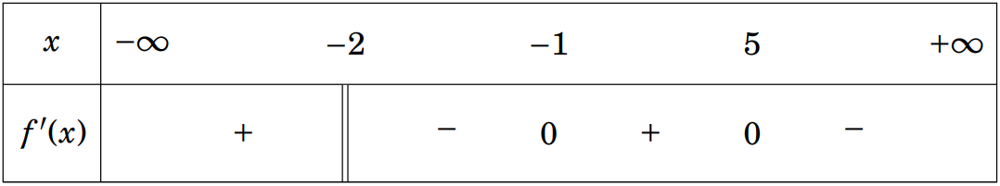 x −∞ −2 −1 5 +∞
f′(x) + − 0 + 0 −